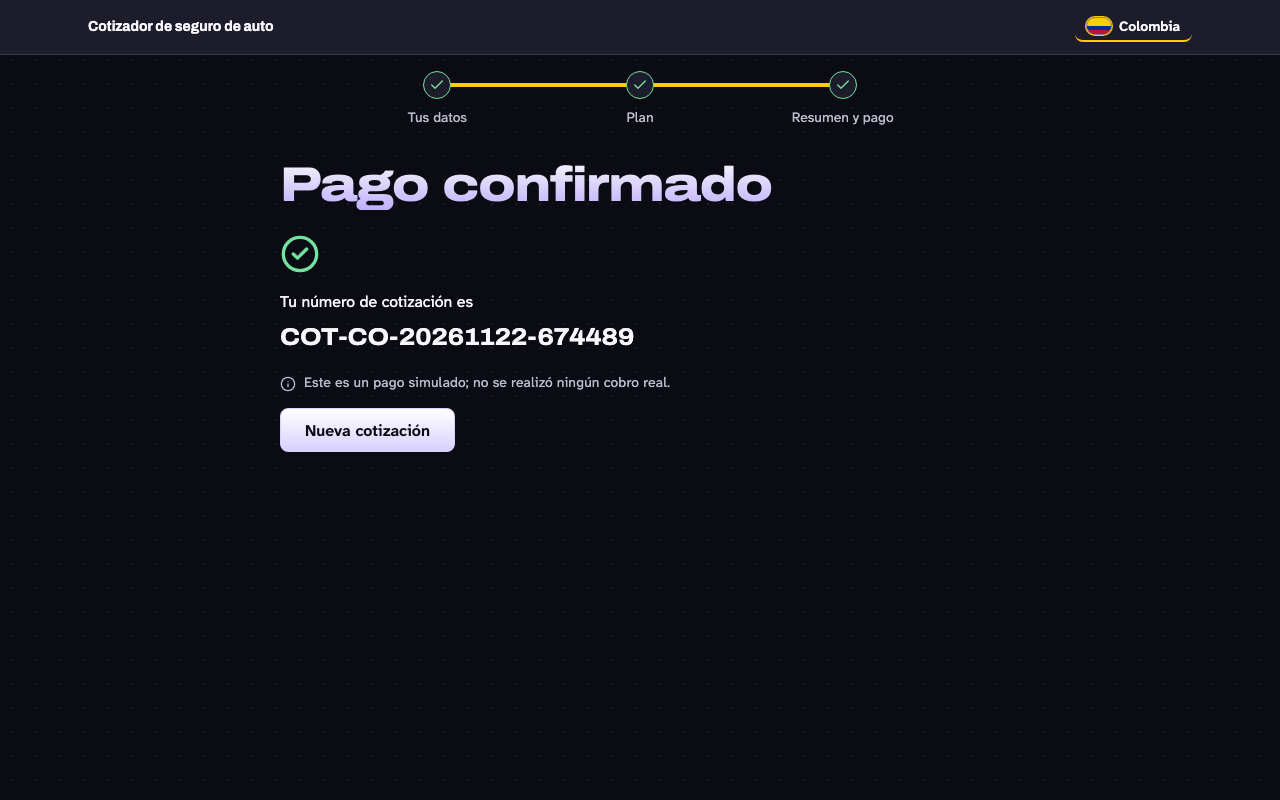 Cotizador de seguro de auto
Colombia
Tus datos
Plan
Resumen y pago
Pago confirmado
Tu número de cotización es
COT-CO-20261122-674489
Este es un pago simulado; no se realizó ningún cobro real.
Nueva cotización